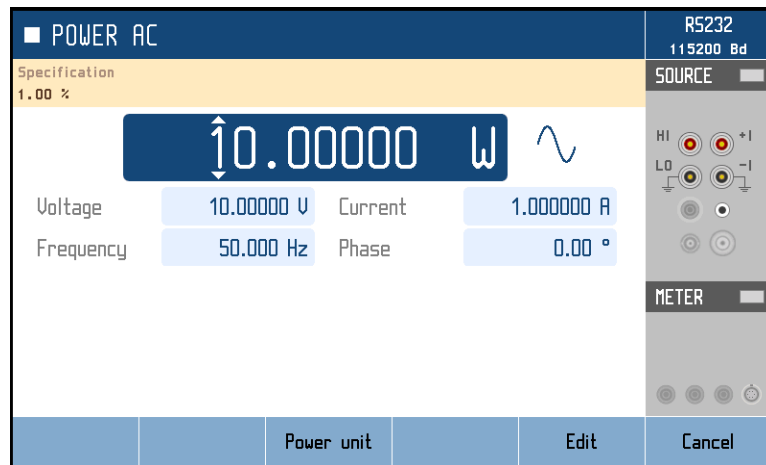 POWER AC
RS232
115200 Bd
Specification
1.00 %
SOURCE
10.00000 W
HI +I
LO -I
Voltage 10.00000 V Current 1.000000 A
Frequency 50.000 Hz Phase 0.00 °
METER
Power unit Edit Cancel